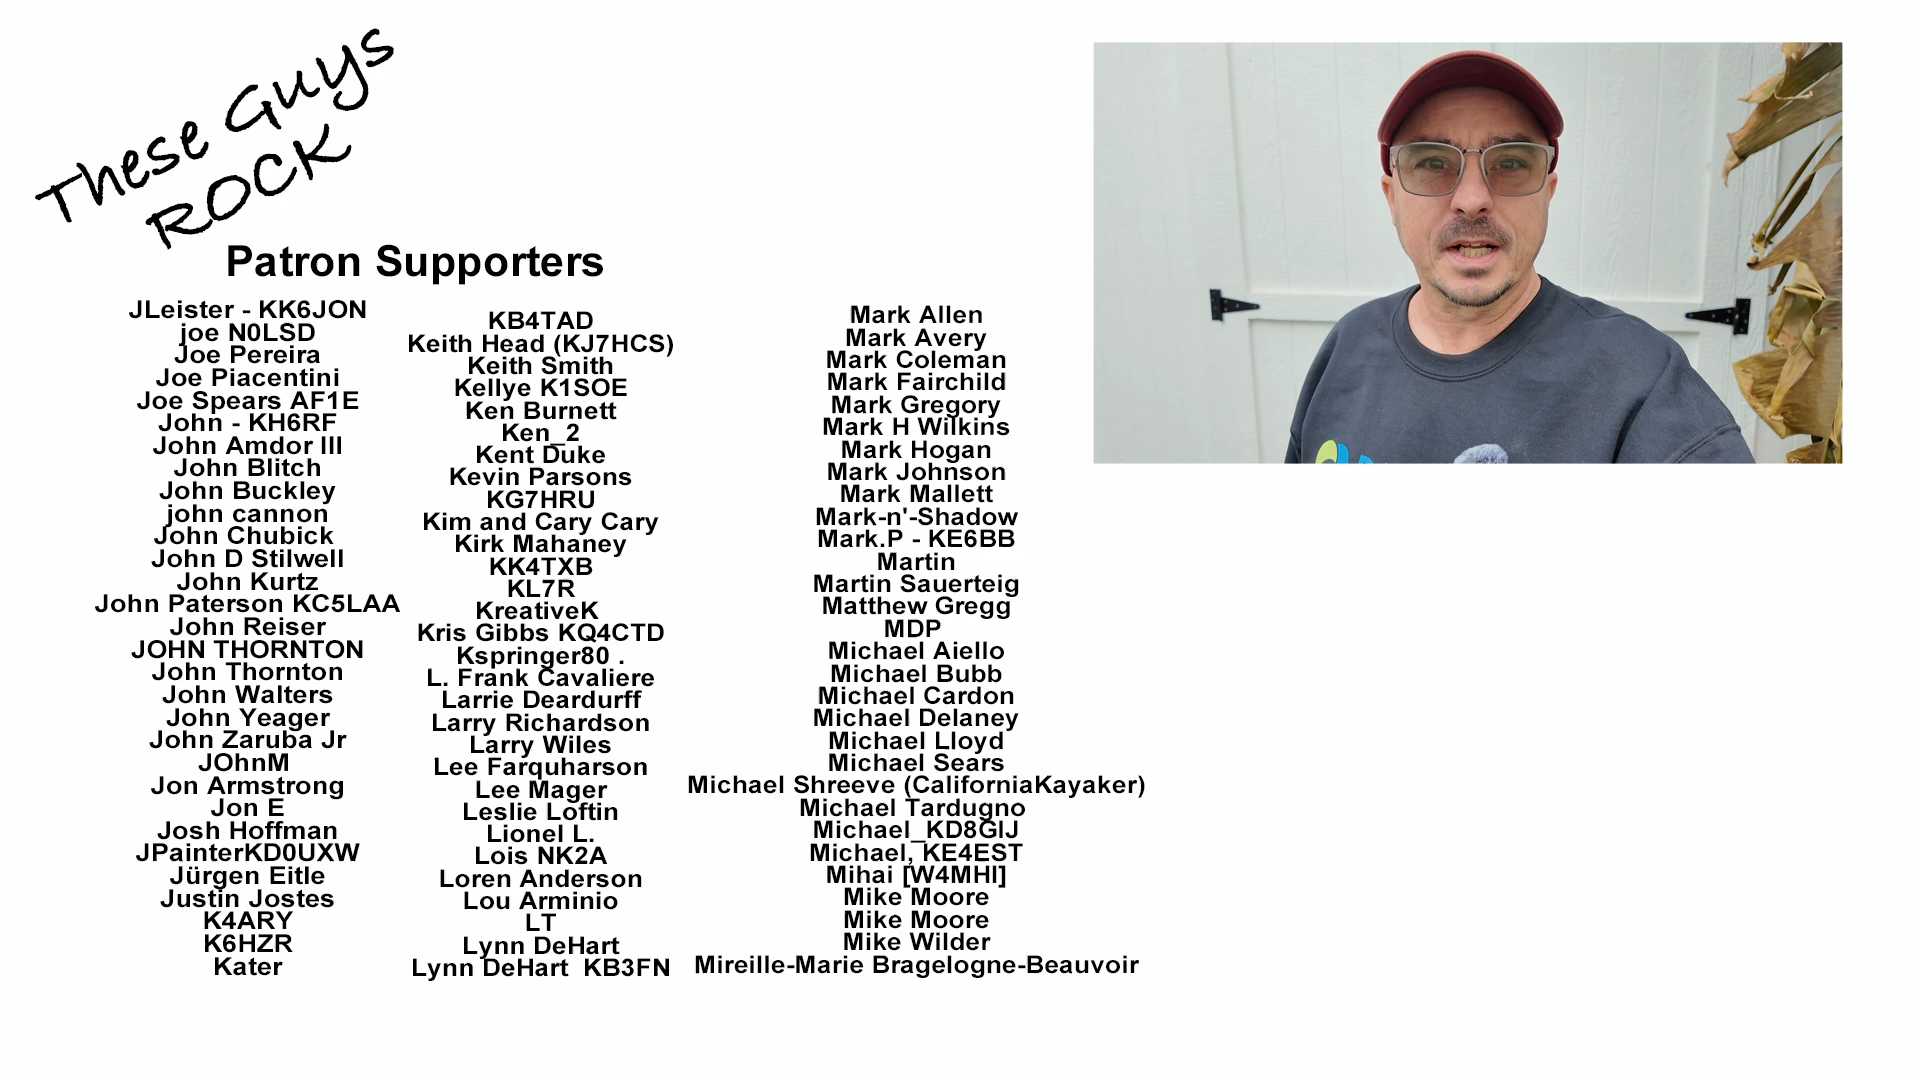 These Guys
ROCK
Patron Supporters
JLeister - KK6JON
joe N0LSD
Joe Pereira
Joe Piacentini
Joe Spears AF1E
John - KH6RF
John Amdor III
John Blitch
John Buckley
john cannon
John Chubick
John D Stilwell
John Kurtz
John Paterson KC5LAA
John Reiser
JOHN THORNTON
John Thornton
John Walters
John Yeager
John Zaruba Jr
JOhnM
Jon Armstrong
Jon E
Josh Hoffman
JPainterKD0UXW
Jürgen Eitle
Justin Jostes
K4ARY
K6HZR
Kater
KB4TAD
Keith Head (KJ7HCS)
Keith Smith
Kellye K1SOE
Ken Burnett
Ken_2
Kent Duke
Kevin Parsons
KG7HRU
Kim and Cary Cary
Kirk Mahaney
KK4TXB
KL7R
KreativeK
Kris Gibbs KQ4CTD
Kspringer80 .
L. Frank Cavaliere
Larrie Deardurff
Larry Richardson
Larry Wiles
Lee Farquharson
Lee Mager
Leslie Loftin
Lionel L.
Lois NK2A
Loren Anderson
Lou Arminio
LT
Lynn DeHart
Lynn DeHart  KB3FN
Mark Allen
Mark Avery
Mark Coleman
Mark Fairchild
Mark Gregory
Mark H Wilkins
Mark Hogan
Mark Johnson
Mark Mallett
Mark-n'-Shadow
Mark.P - KE6BB
Martin
Martin Sauerteig
Matthew Gregg
MDP
Michael Aiello
Michael Bubb
Michael Cardon
Michael Delaney
Michael Lloyd
Michael Sears
Michael Shreeve (CaliforniaKayaker)
Michael Tardugno
Michael_KD8GIJ
Michael, KE4EST
Mihai [W4MHI]
Mike Moore
Mike Moore
Mike Wilder
Mireille-Marie Bragelogne-Beauvoir